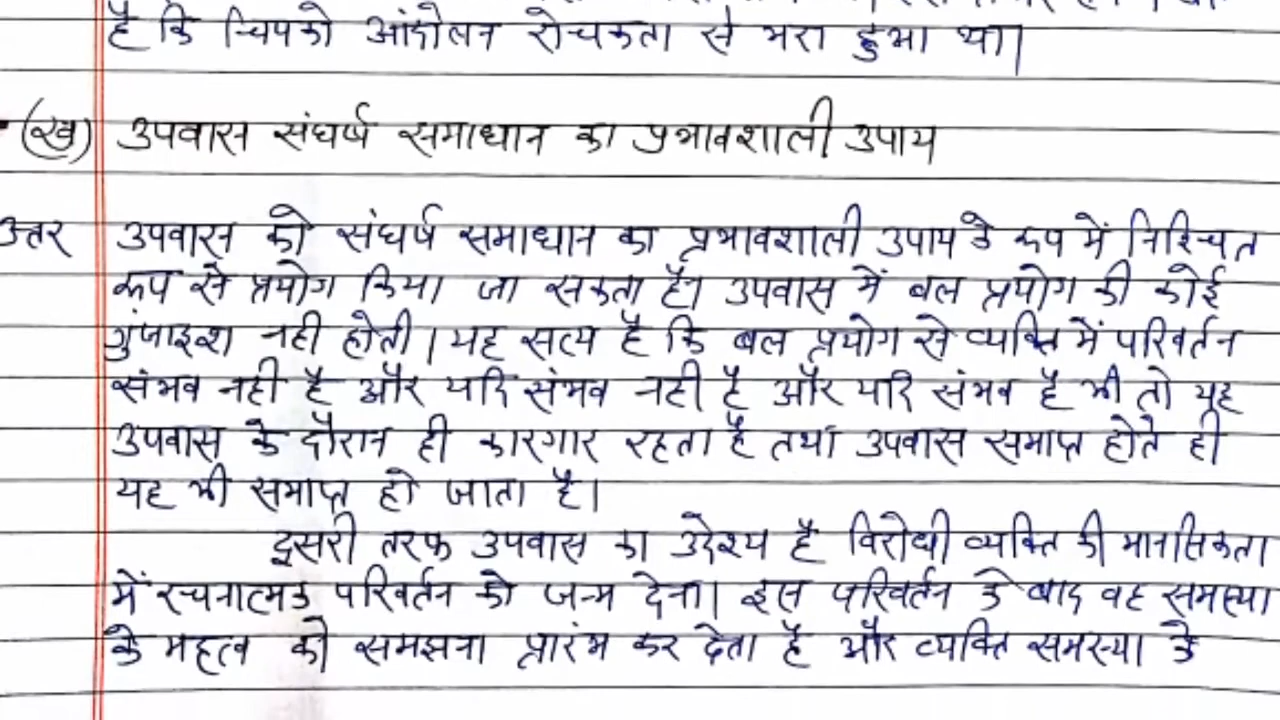 है कि चिपको आंदोलन रोचकता से भरा हुआ था।
(ख) उपवास संघर्ष समाधान का प्रभावशाली उपाय
उत्तर उपवास को संघर्ष समाधान का प्रभावशाली उपाय के रूप में निश्चित
रूप से प्रयोग किया जा सकता है। उपवास में बल प्रयोग की कोई
गुंजाइश नही होती। यह सत्य है कि बल प्रयोग से व्यक्ति में परिवर्तन
संभव नही है और यदि संभव नही है और यदि संभव है भी तो यह
उपवास के दौरान ही कारगार रहता है तथा उपवास समाप्त होते ही
यह भी समाप्त हो जाता है।
दूसरी तरफ उपवास का उदेश्य है विरोधी व्यक्ति की मानसिकता
में रचनात्मक परिवर्तन को जन्म देना। इस परिवर्तन के बाद वह समस्या
के महत्व को समझना प्रारंभ कर देता है और व्यक्ति समस्या के